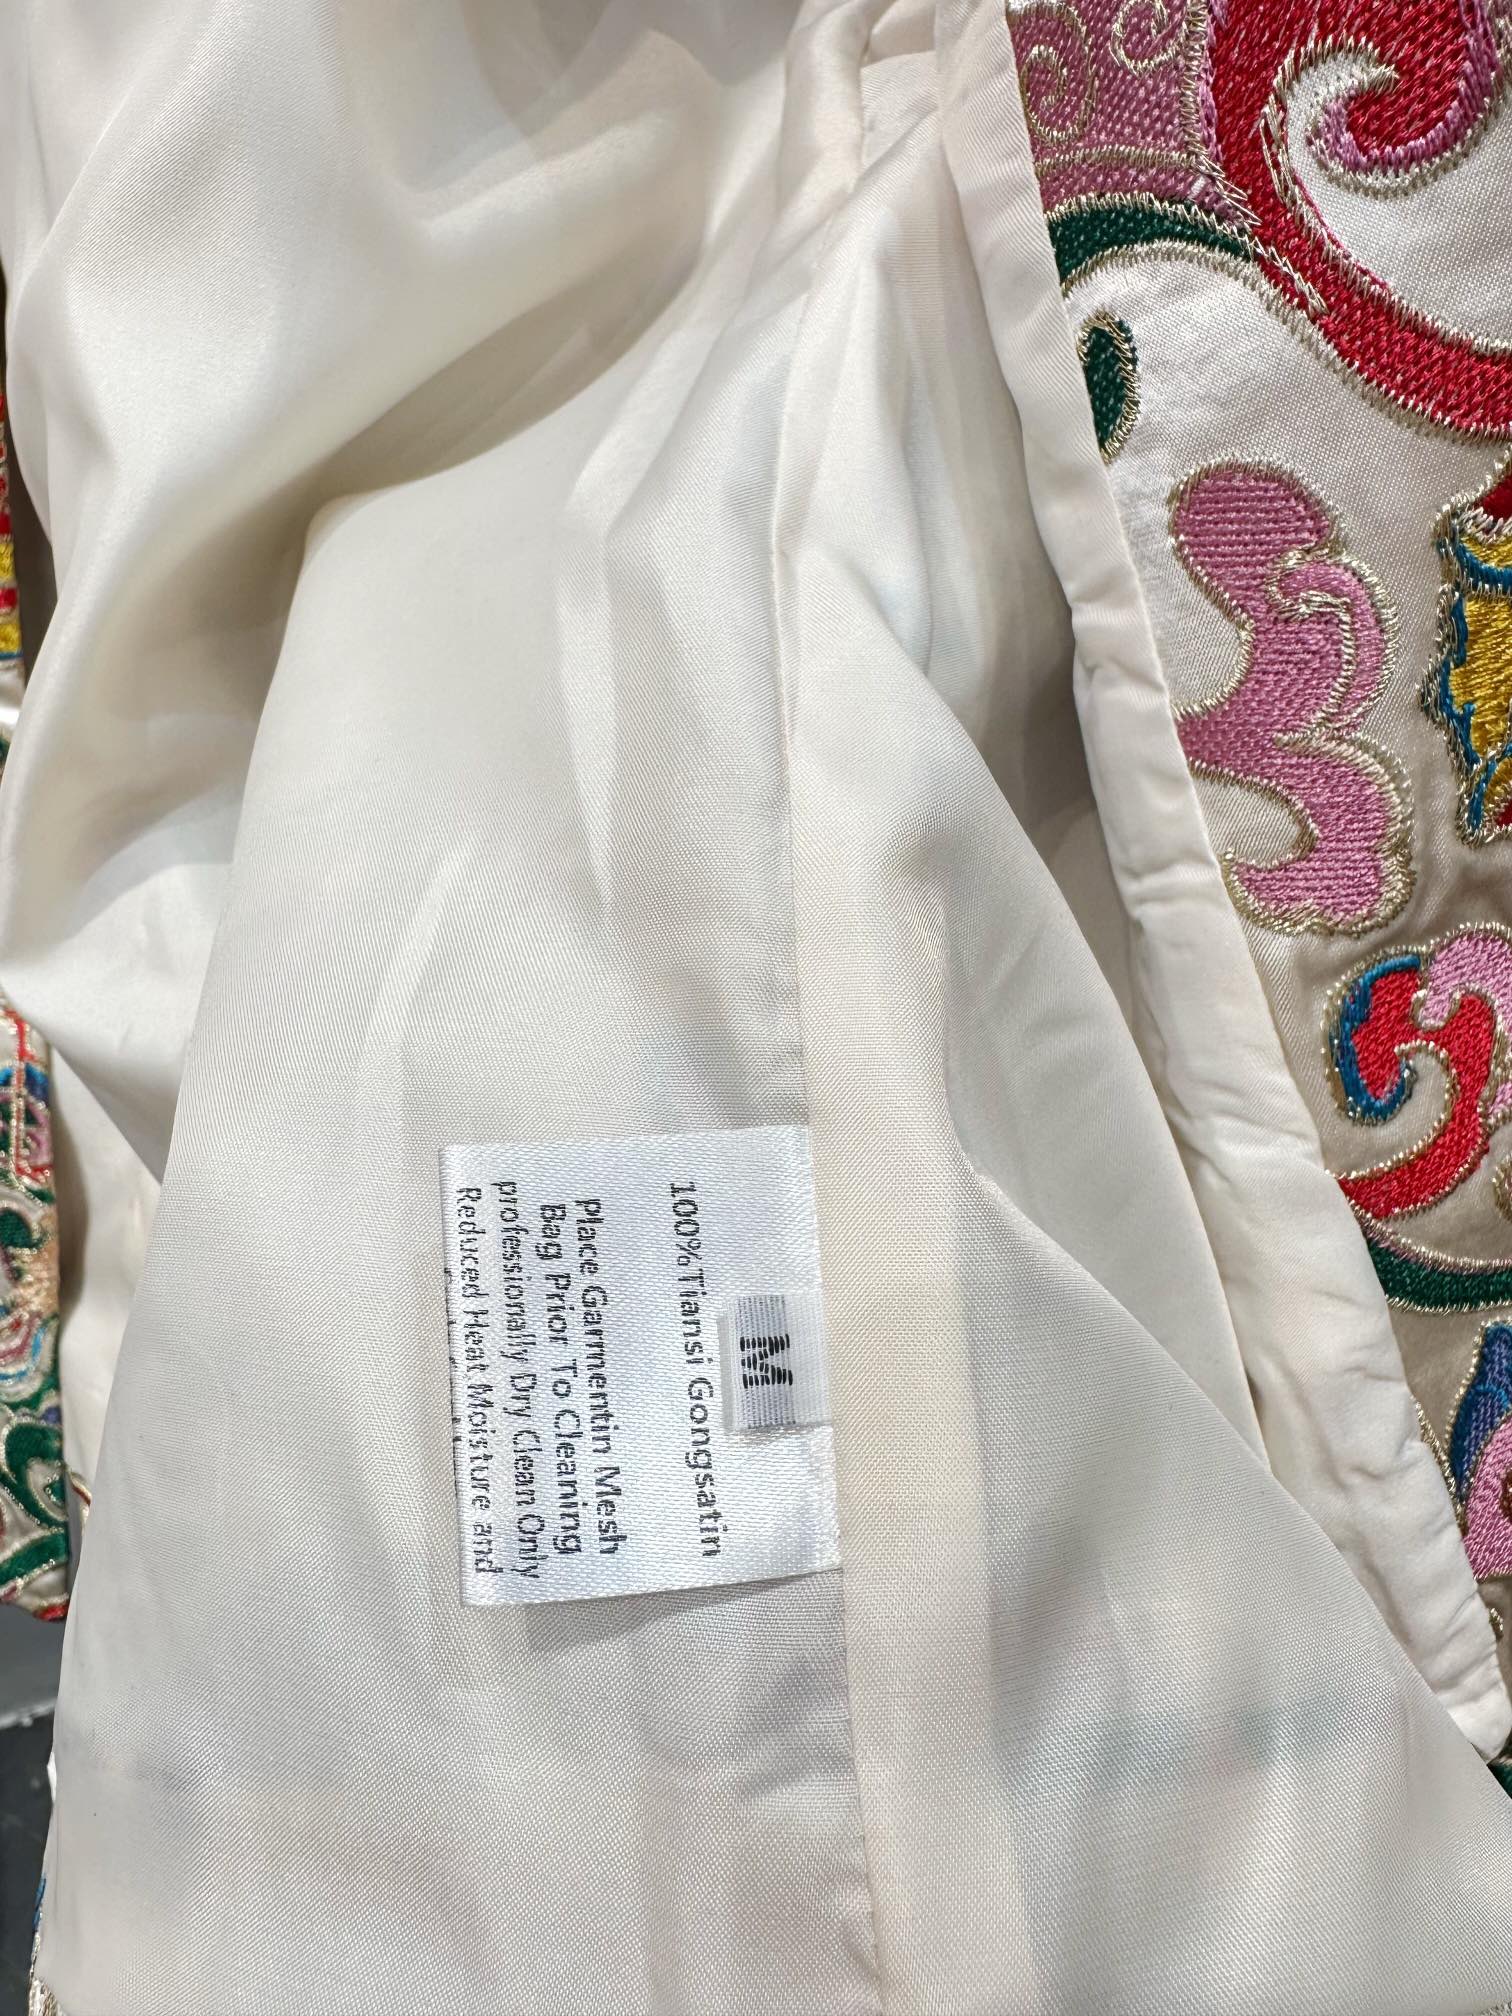 M
100%Tiansi Gongsatin
Place Garmentin Mesh
Bag Prior To Cleaning
professionally Dry Clean Only
Reduced Heat Moisture and